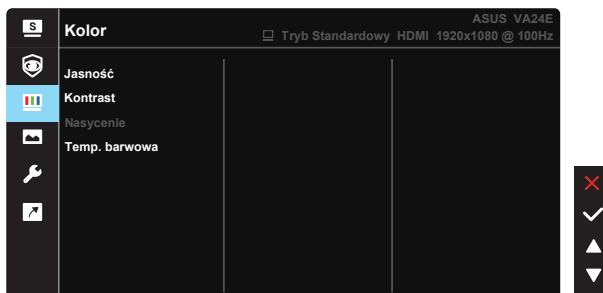 S
Kolor
ASUS VA24E
Tryb Standardowy HDMI 1920x1080 @ 100Hz
Jasność
Kontrast
Nasycenie
Temp. barwowa